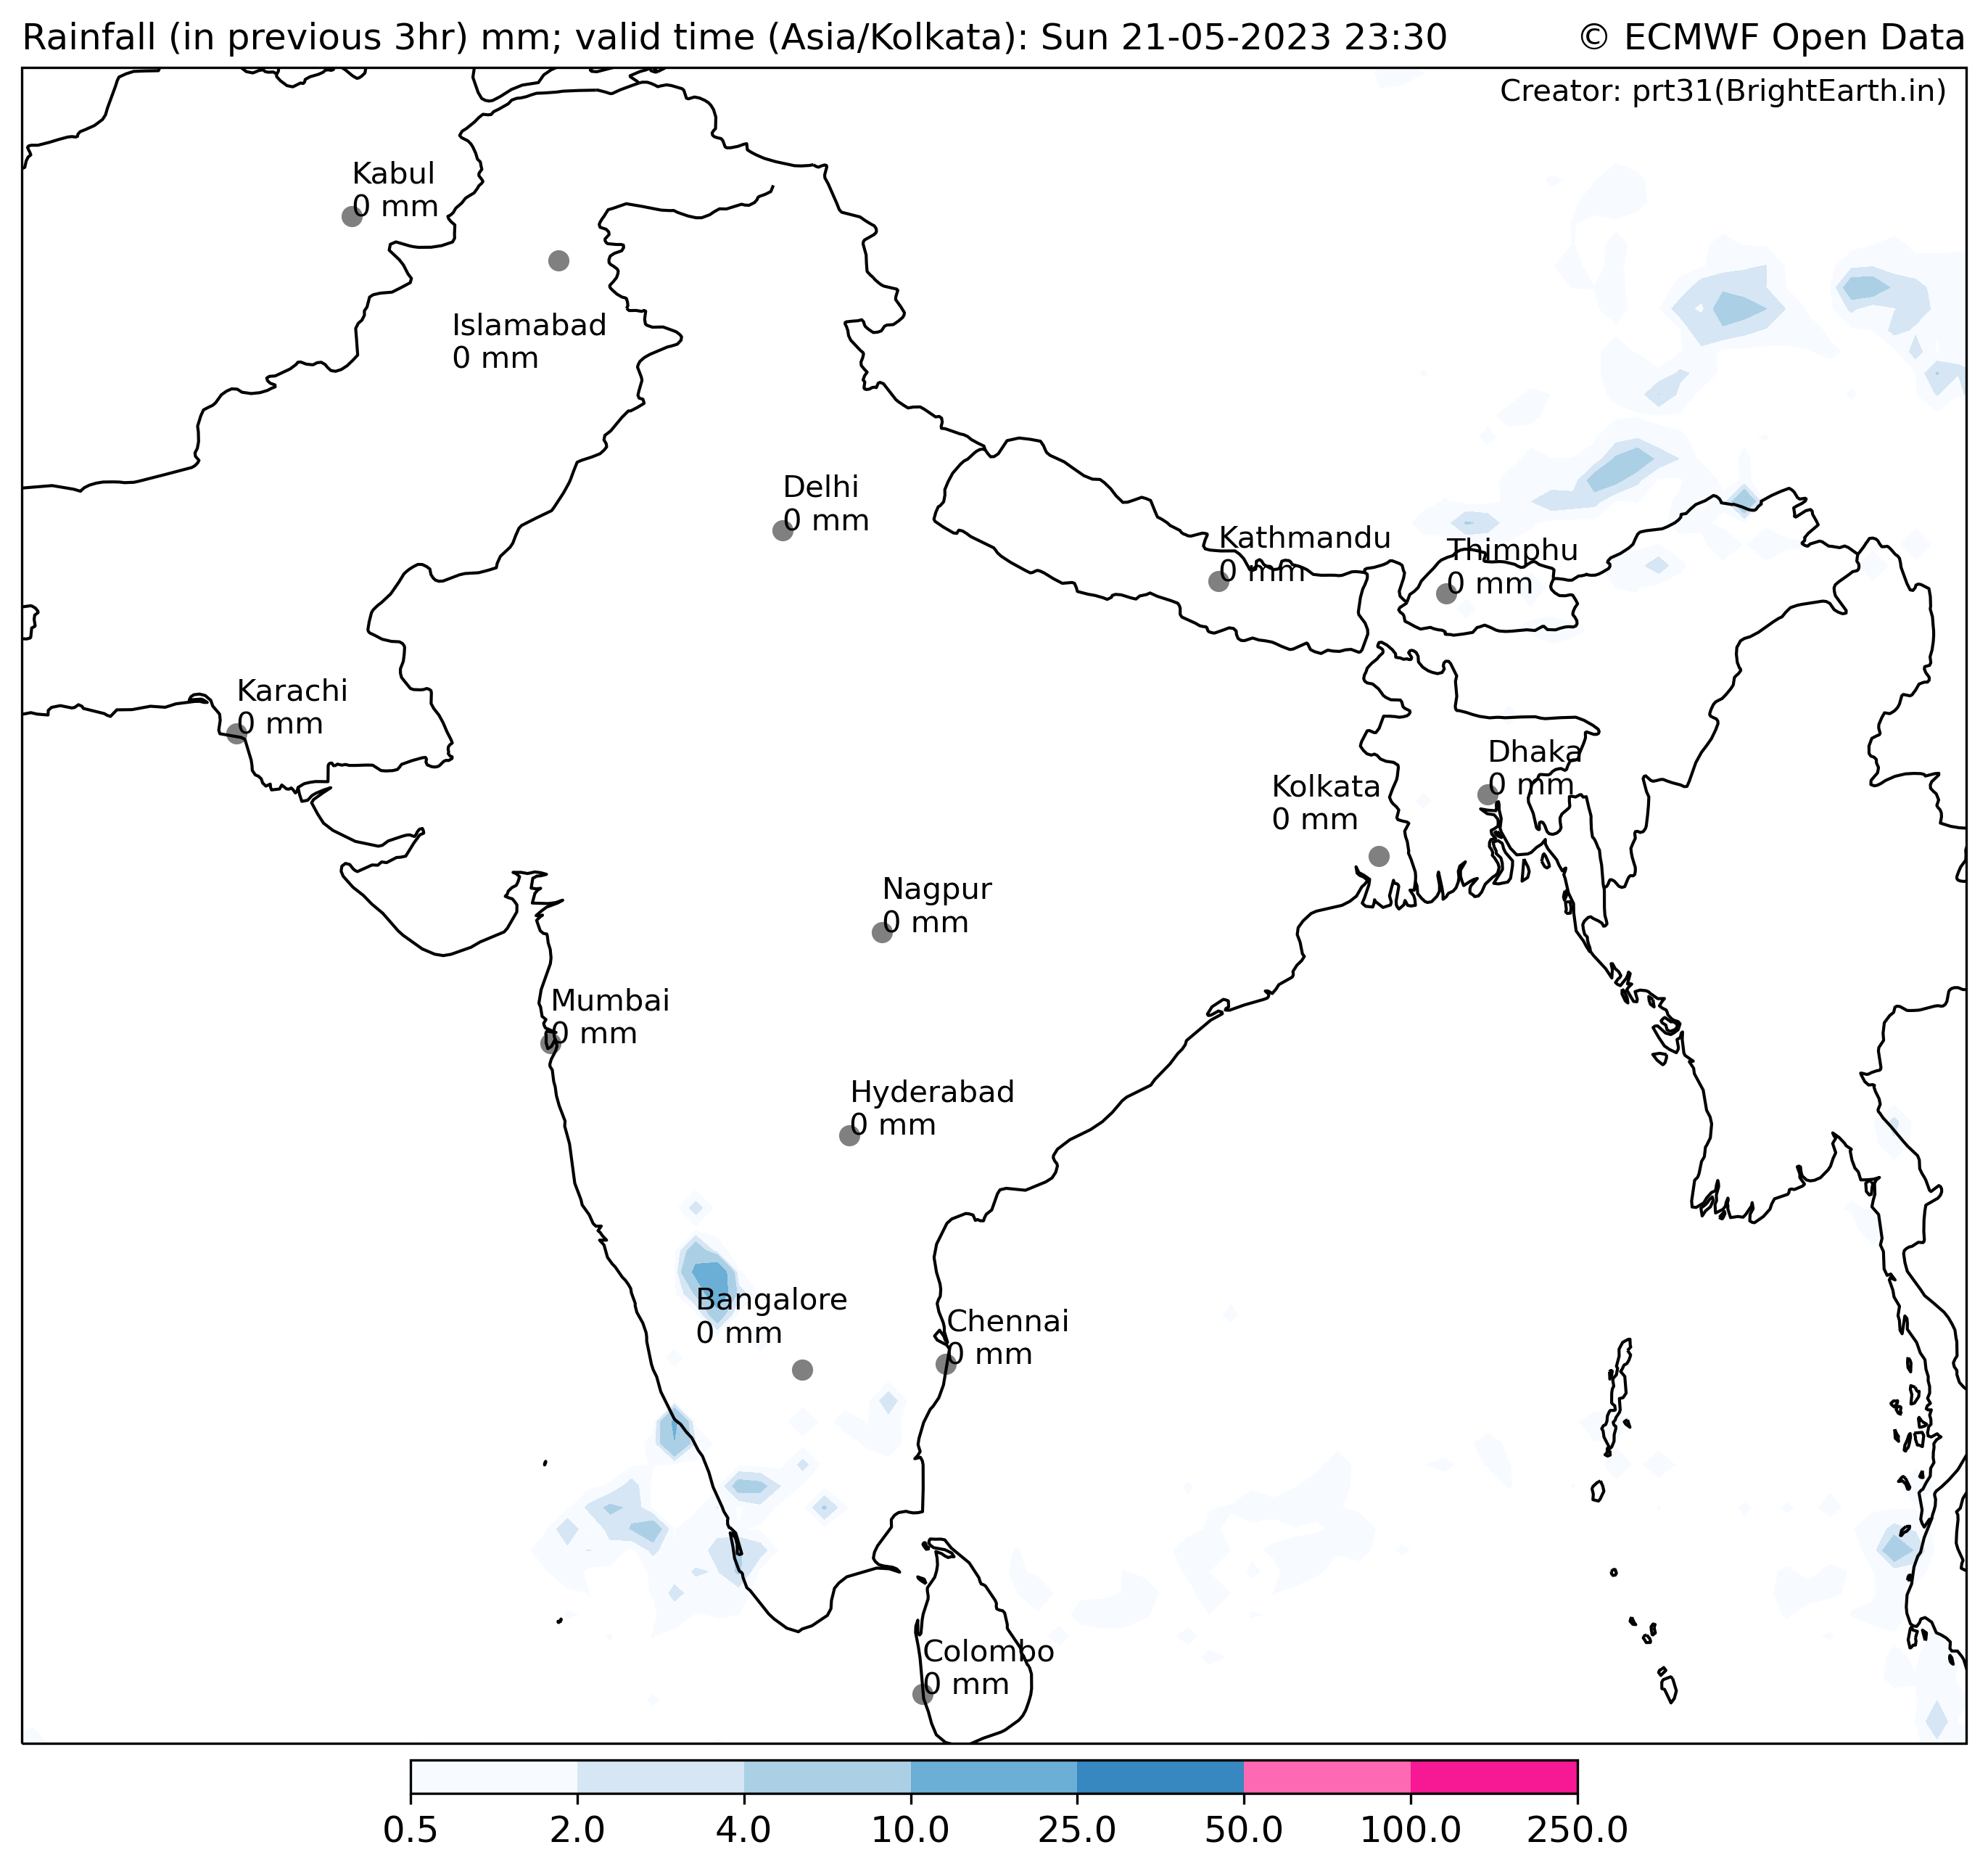 Rainfall (in previous 3hr) mm; valid time (Asia/Kolkata): Sun 21-05-2023 23:30 © ECMWF Open Data
Creator: prt31(BrightEarth.in)
Kabul
0 mm
Islamabad
0 mm
Delhi
0 mm
Kathmandu
0 mm
Thimphu
0 mm
Karachi
0 mm
Dhaka
0 mm
Kolkata
0 mm
Nagpur
0 mm
Mumbai
0 mm
Hyderabad
0 mm
Bangalore
0 mm
Chennai
0 mm
Colombo
0 mm
0.5 2.0 4.0 10.0 25.0 50.0 100.0 250.0